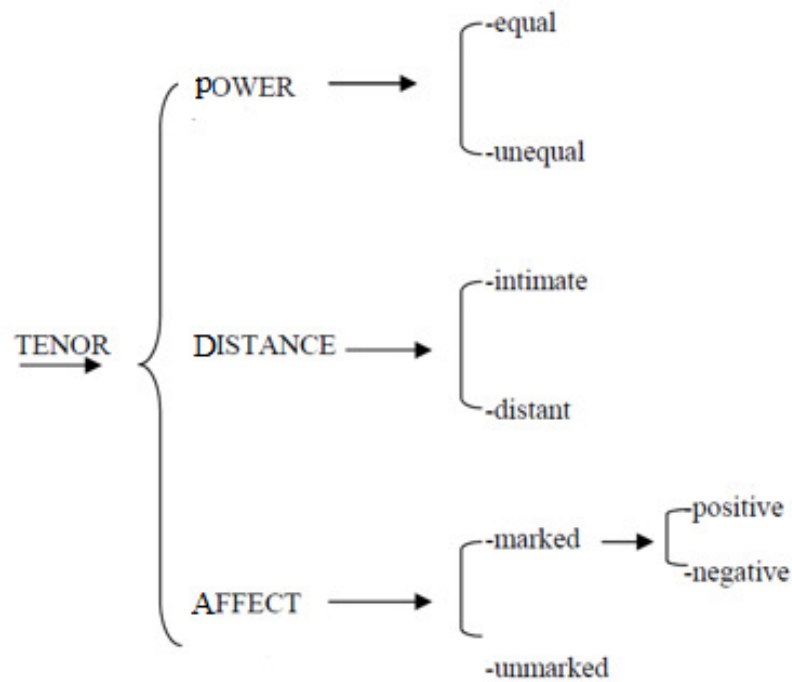 -equal
POWER
-unequal
-intimate
TENOR
DISTANCE
-distant
-positive
-marked
-negative
AFFECT
-unmarked